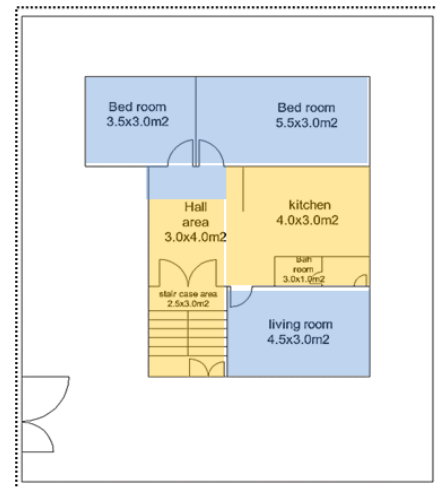 Bed room
3.5x3.0m2
Bed room
5.5x3.0m2
Hall
area
3.0x4.0m2
kitchen
4.0x3.0m2
Bah
room
3.0x1.0m2
stair case area
2.5x3.0m2
living room
4.5x3.0m2